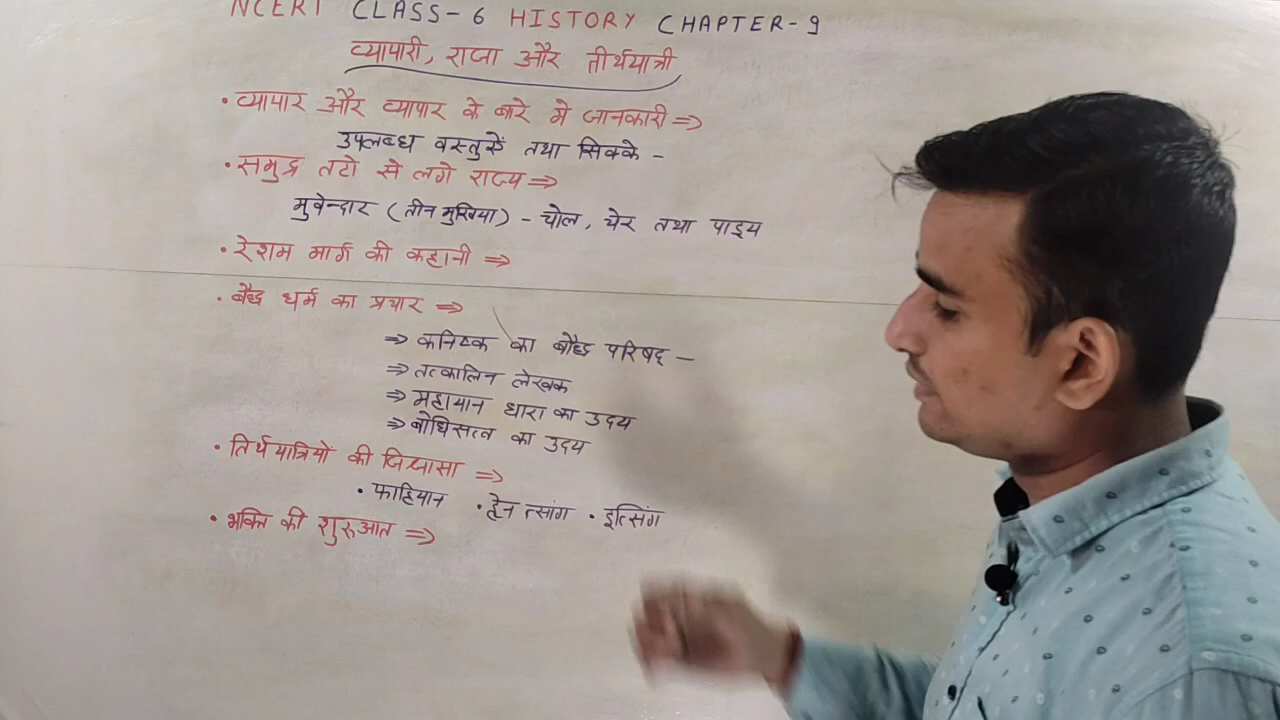 NCERT CLASS-6 HISTORY CHAPTER-9
व्यापारी, राजा और तीर्थयात्री
• व्यापार और व्यापार के बारे मे जानकारी ⇒
उपलब्ध वस्तुएँ तथा सिक्के -
• समुद्र तटो से लगे राज्य ⇒
मुवेन्दार (तीन मुखिया) - चोल, चेर तथा पाड्य
• रेशम मार्ग की कहानी ⇒
• बौद्ध धर्म का प्रचार ⇒
⇒ कनिष्क का बौद्ध परिषद् -
⇒ तत्कालिन लेखक
⇒ महायान धारा का उदय
⇒ बोधिसत्व का उदय
• तिर्थयात्रियो की जिज्ञासा ⇒
• फाहियान • ह्वेन त्सांग • इत्सिंग
• भक्ति की शुरुआत ⇒